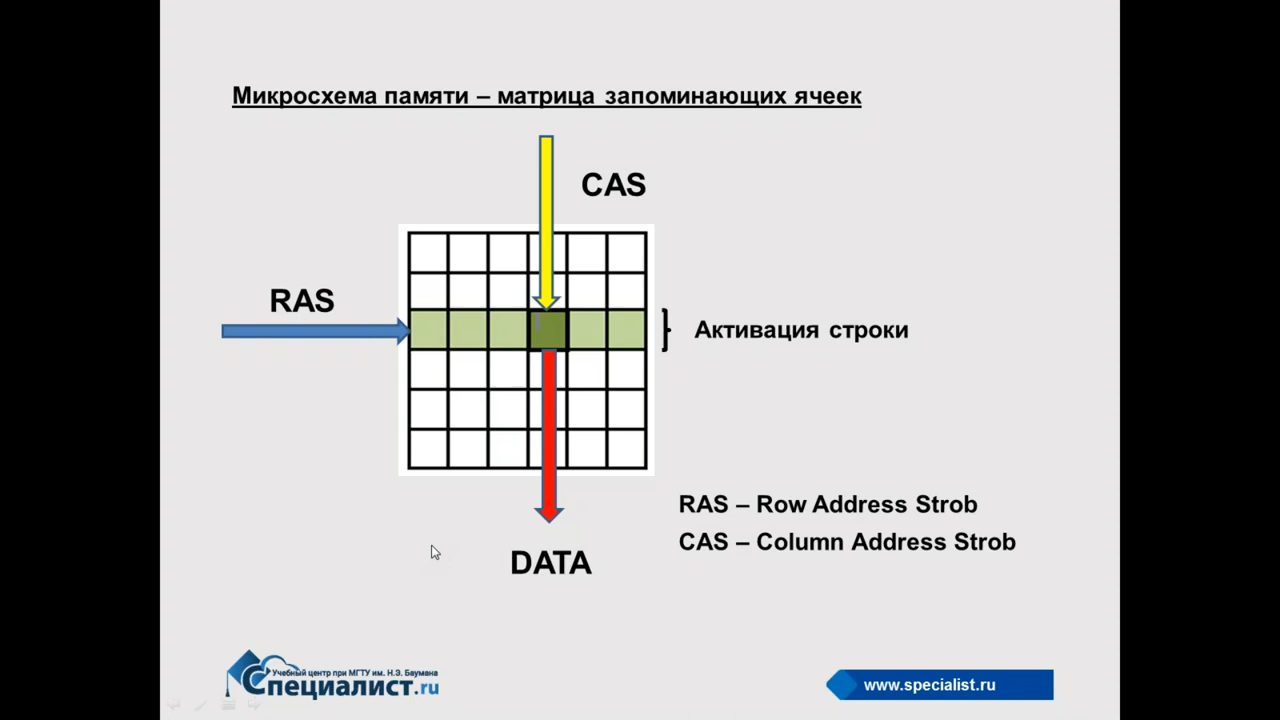 Микросхема памяти – матрица запоминающих ячеек
CAS
RAS
Активация строки
RAS – Row Address Strob
CAS – Column Address Strob
DATA
Учебный центр при МГТУ им. Н.Э. Баумана
Специалист.ru
www.specialist.ru